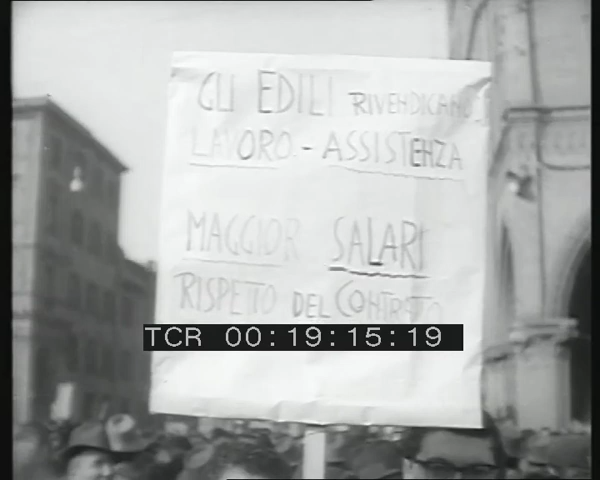 GLI EDILI RIVENDICANO
LAVORO - ASSISTENZA
MAGGIOR SALARI
RISPETTO DEL CONTRATTO
TCR 00:19:15:19